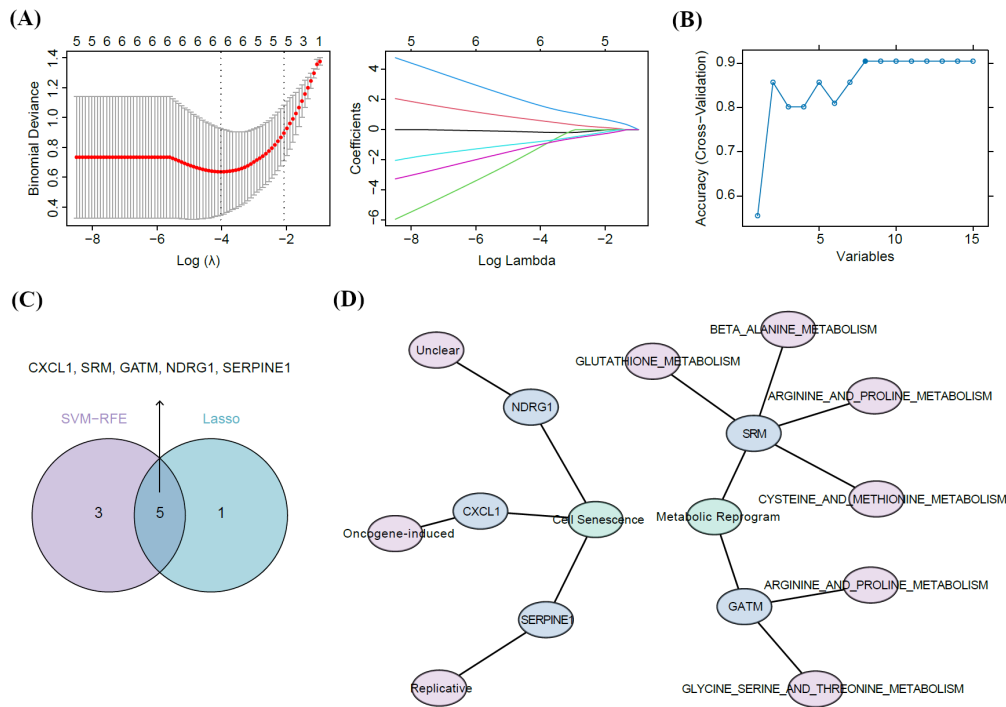 (A)
5 5 6 6 6 6 6 6 6 6 5 5 5 3 1
Binomial Deviance
0.4 0.6 0.8 1.0 1.2 1.4
−8 −6 −4 −2
Log (λ)
5 6 6 5
Coefficients
4
2
0
−2
−4
−6
−8 −6 −4 −2
Log Lambda
(B)
Accuracy (Cross−Validation)
0.9
0.8
0.7
0.6
5 10 15
Variables
(C)
CXCL1, SRM, GATM, NDRG1, SERPINE1
SVM−RFE Lasso
3 5 1
(D)
BETA_ALANINE_METABOLISM
Unclear
GLUTATHIONE_METABOLISM
ARGININE_AND_PROLINE_METABOLISM
NDRG1
SRM
CYSTEINE_AND_METHIONINE_METABOLISM
CXCL1
Cell Senescence
Metabolic Reprogram
Oncogene-induced
ARGININE_AND_PROLINE_METABOLISM
GATM
SERPINE1
Replicative
GLYCINE_SERINE_AND_THREONINE_METABOLISM